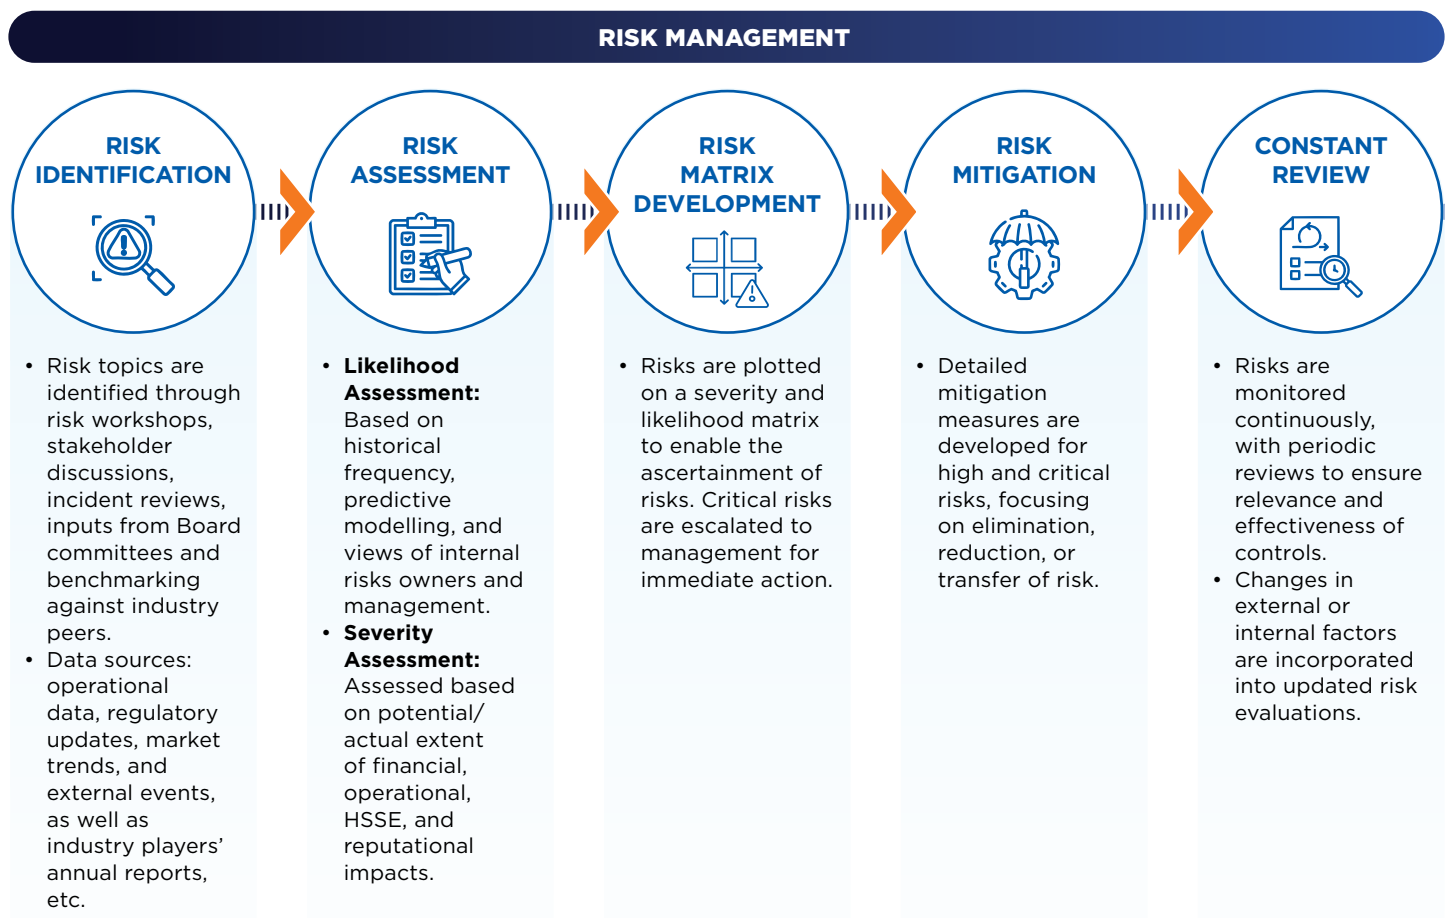 RISK MANAGEMENT
RISK
IDENTIFICATION
• Risk topics are
identified through
risk workshops,
stakeholder
discussions,
incident reviews,
inputs from Board
committees and
benchmarking
against industry
peers.
• Data sources:
operational
data, regulatory
updates, market
trends, and
external events,
as well as
industry players’
annual reports,
etc.
RISK
ASSESSMENT
• Likelihood
Assessment:
Based on
historical
frequency,
predictive
modelling, and
views of internal
risks owners and
management.
• Severity
Assessment:
Assessed based
on potential/
actual extent
of financial,
operational,
HSSE, and
reputational
impacts.
RISK
MATRIX
DEVELOPMENT
• Risks are plotted
on a severity and
likelihood matrix
to enable the
ascertainment of
risks. Critical risks
are escalated to
management for
immediate action.
RISK
MITIGATION
• Detailed
mitigation
measures are
developed for
high and critical
risks, focusing
on elimination,
reduction, or
transfer of risk.
CONSTANT
REVIEW
• Risks are
monitored
continuously,
with periodic
reviews to ensure
relevance and
effectiveness of
controls.
• Changes in
external or
internal factors
are incorporated
into updated risk
evaluations.